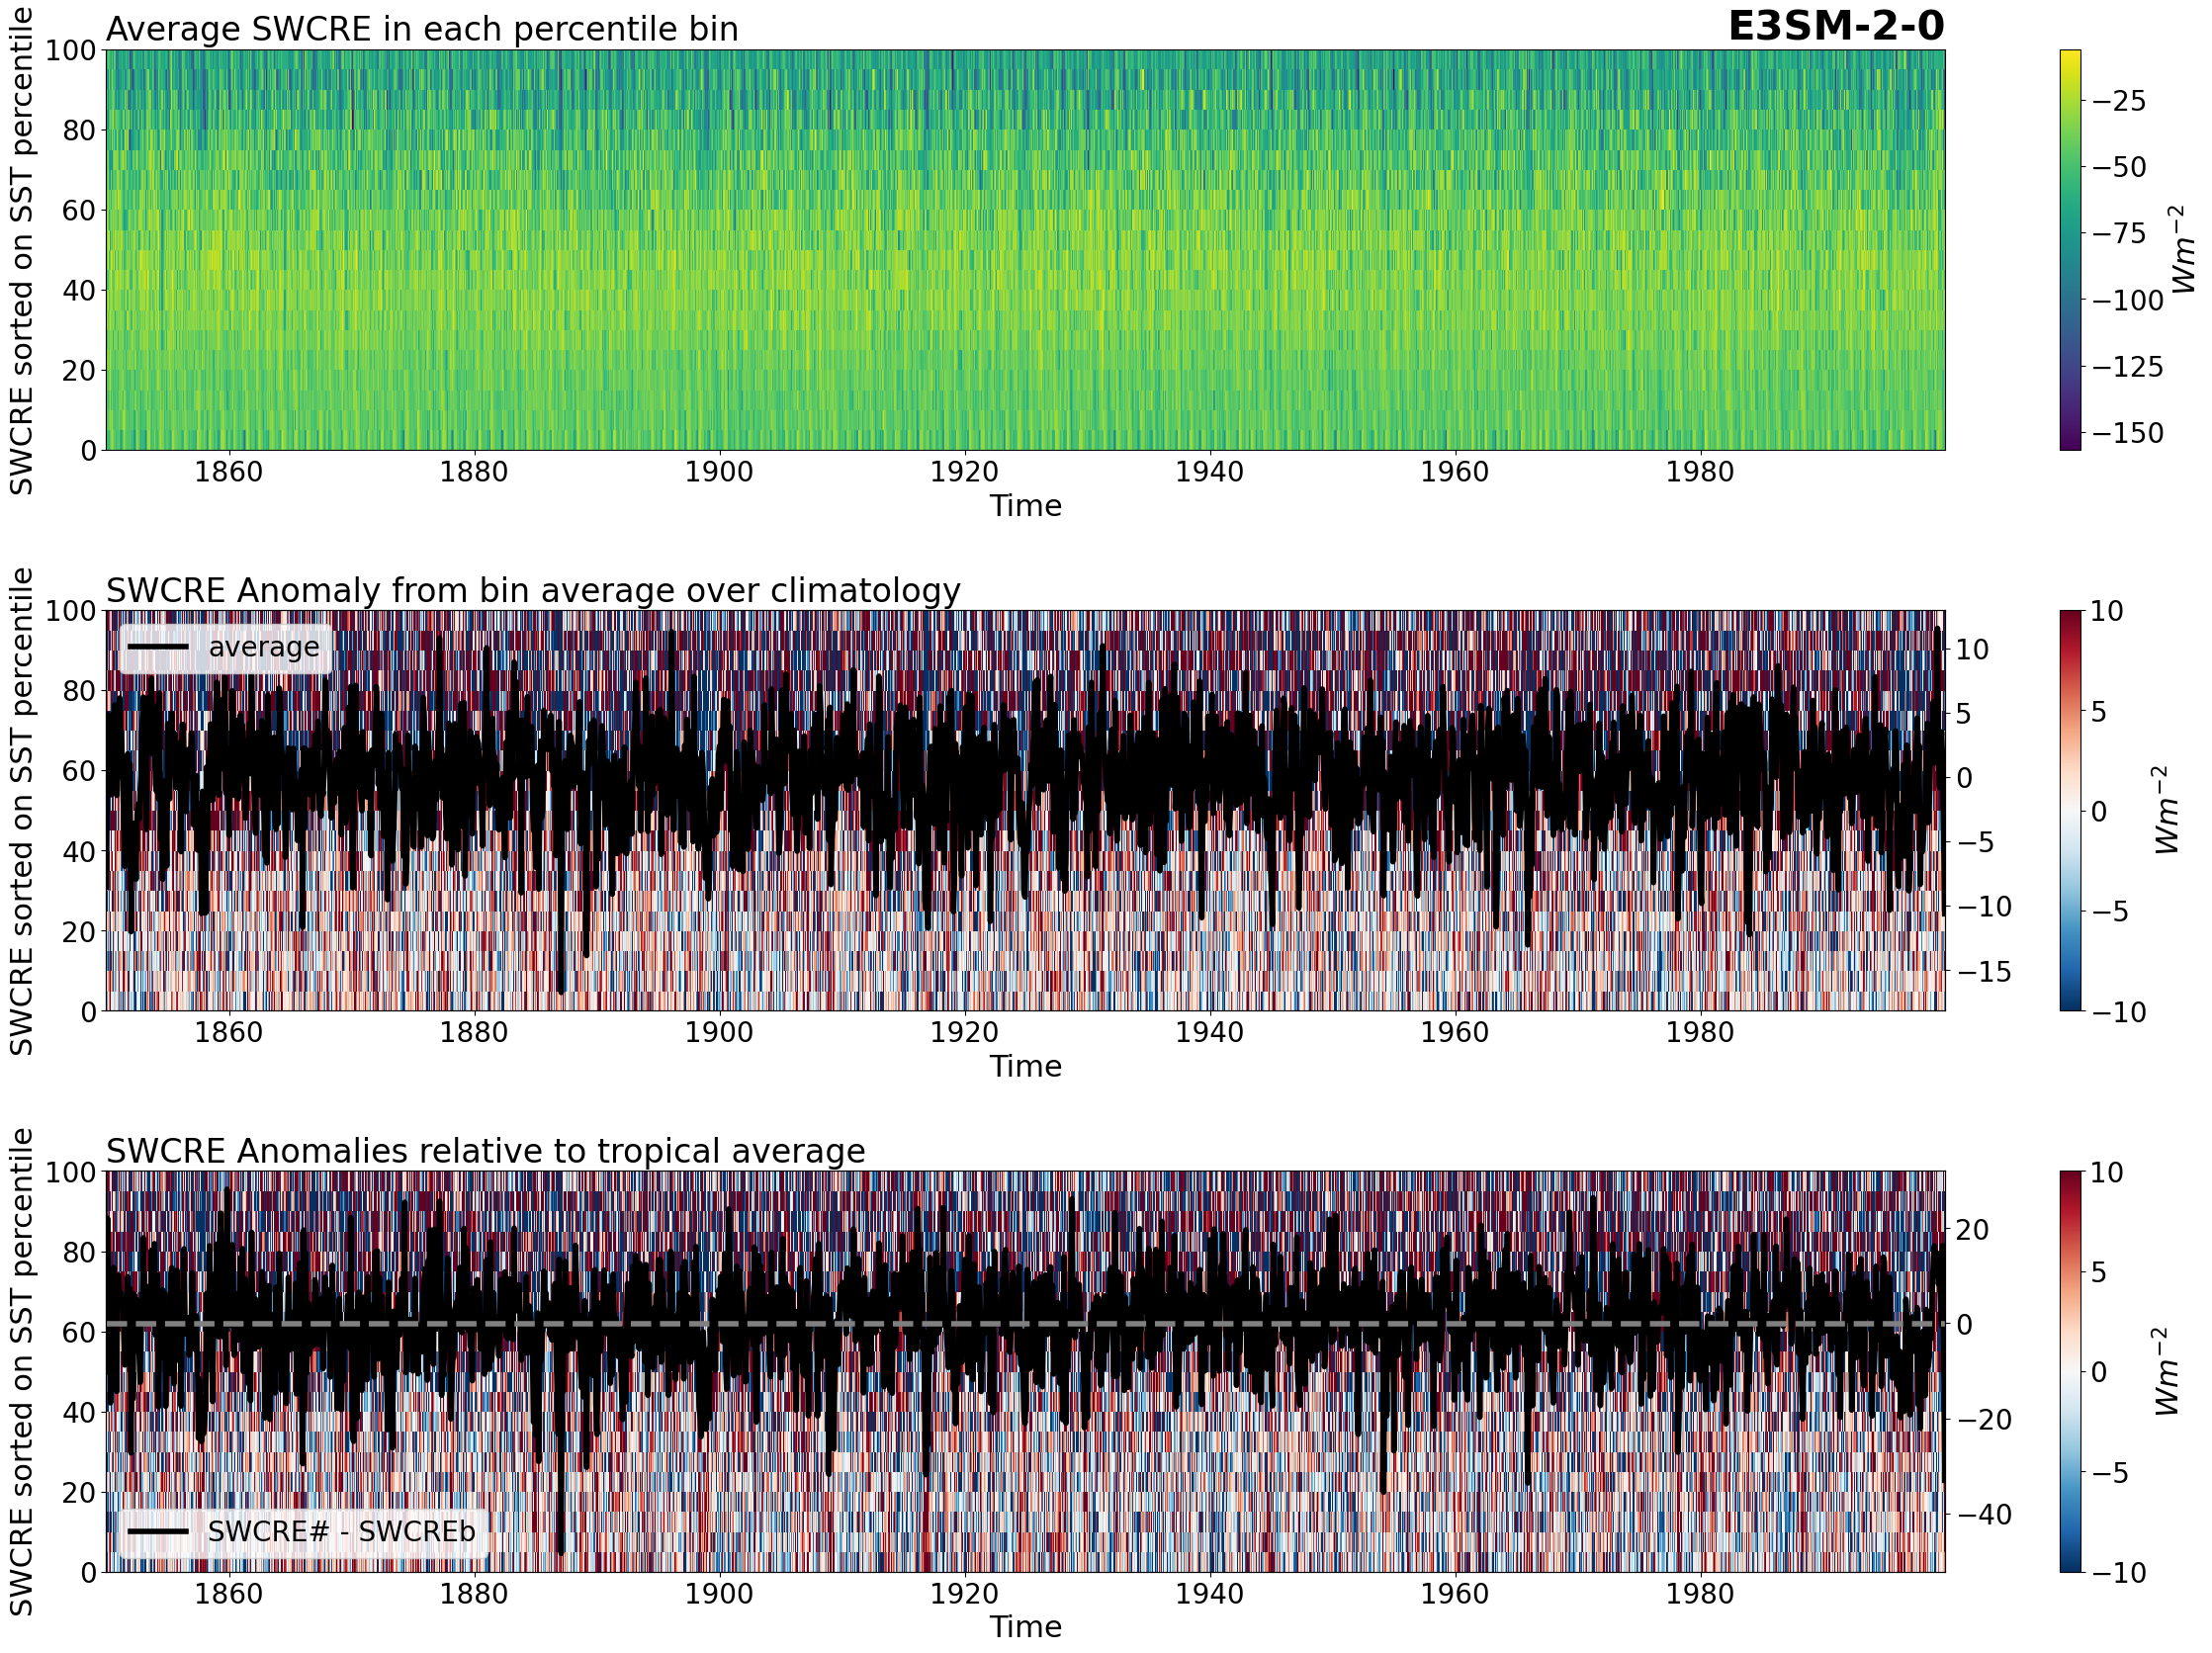 Average SWCRE in each percentile bin
E3SM-2-0
SWCRE sorted on SST percentile
100
80
60
40
20
0
1860 1880 1900 1920 1940 1960 1980
Time
−25
−50
−75
−100
−125
−150
Wm⁻²
SWCRE Anomaly from bin average over climatology
SWCRE sorted on SST percentile
100
80
60
40
20
0
average
10
5
0
−5
−10
−15
1860 1880 1900 1920 1940 1960 1980
Time
10
5
0
−5
−10
Wm⁻²
SWCRE Anomalies relative to tropical average
SWCRE sorted on SST percentile
100
80
60
40
20
0
SWCRE# - SWCREb
20
0
−20
−40
1860 1880 1900 1920 1940 1960 1980
Time
10
5
0
−5
−10
Wm⁻²